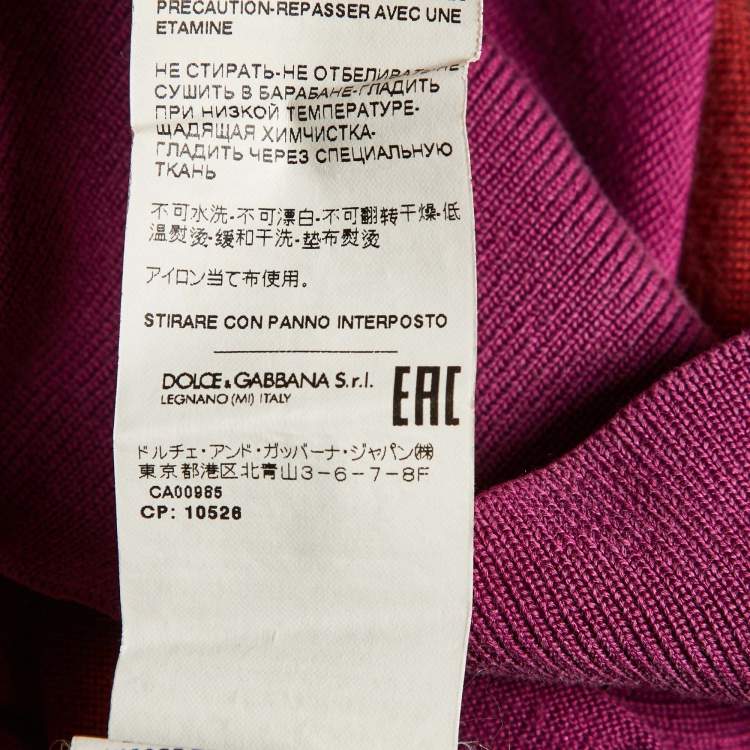 PRÉCAUTION-REPASSER AVEC UNE
ETAMINE
НЕ СТИРАТЬ-НЕ ОТБЕЛИВАТЬ-НЕ
СУШИТЬ В БАРАБАНЕ-ГЛАДИТЬ
ПРИ НИЗКОЙ ТЕМПЕРАТУРЕ-
ЩАДЯЩАЯ ХИМЧИСТКА-
ГЛАДИТЬ ЧЕРЕЗ СПЕЦИАЛЬНУЮ
ТКАНЬ
不可水洗-不可漂白-不可翻转干燥-低
温熨烫-缓和干洗-垫布熨烫
アイロン当て布使用。
STIRARE CON PANNO INTERPOSTO
DOLCE & GABBANA S.r.l.
LEGNANO (MI) ITALY
EAC
ドルチェ・アンド・ガッバーナ・ジャパン㈱
東京都港区北青山3-6-7-8F
CA00985
CP: 10526